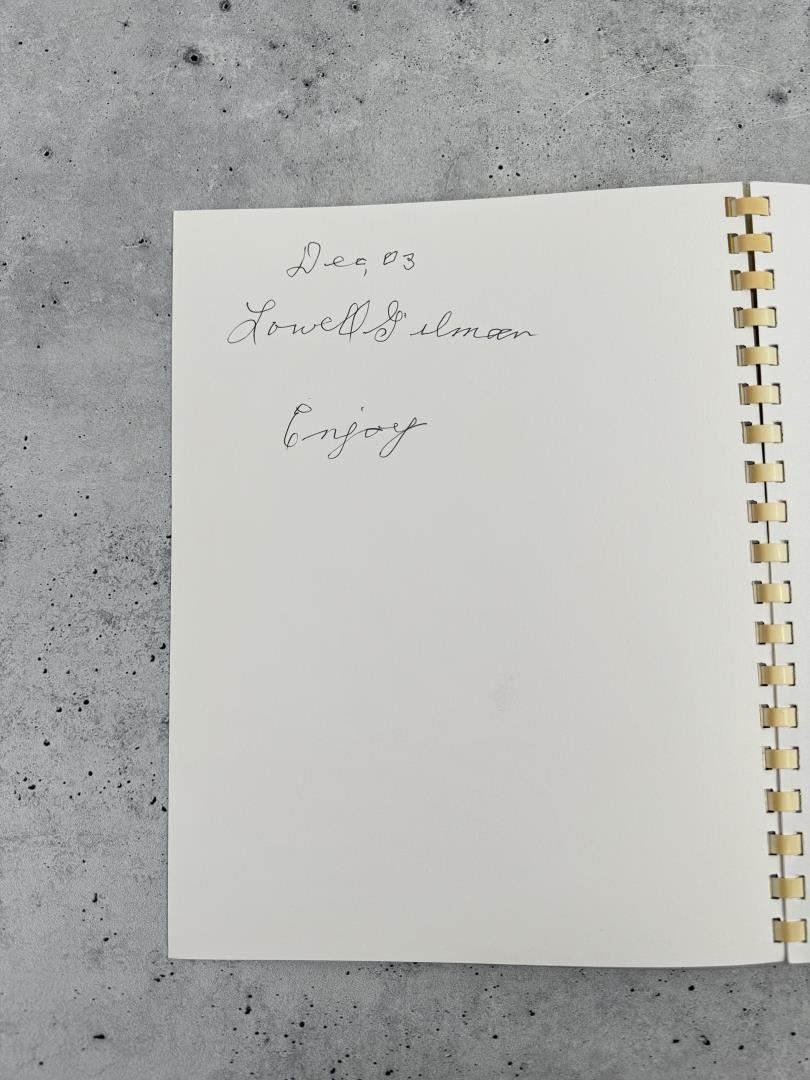 Dec, 03
Lowell Gilman
Enjoy